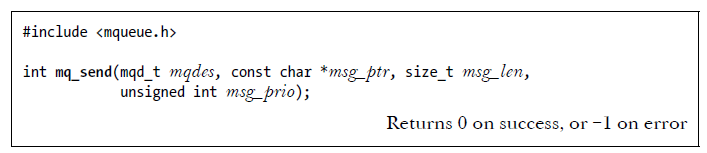 #include <mqueue.h>
int mq_send(mqd_t mqdes, const char *msg_ptr, size_t msg_len,
unsigned int msg_prio);
Returns 0 on success, or −1 on error